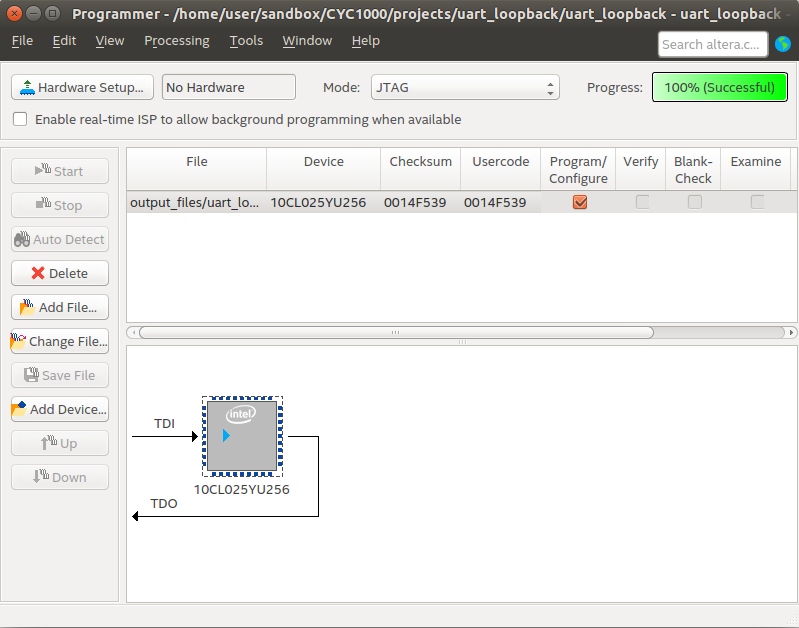 Programmer - /home/user/sandbox/CYC1000/projects/uart_loopback/uart_loopback - uart_loopback -
File Edit View Processing Tools Window Help
Search altera.c...
Hardware Setup... No Hardware Mode: JTAG Progress: 100% (Successful)
Enable real-time ISP to allow background programming when available
Start
Stop
Auto Detect
Delete
Add File...
Change File...
Save File
Add Device...
Up
Down
File Device Checksum Usercode Program/ Verify Blank- Examine
Configure Check
output_files/uart_lo... 10CL025YU256 0014F539 0014F539
intel
TDI
10CL025YU256
TDO